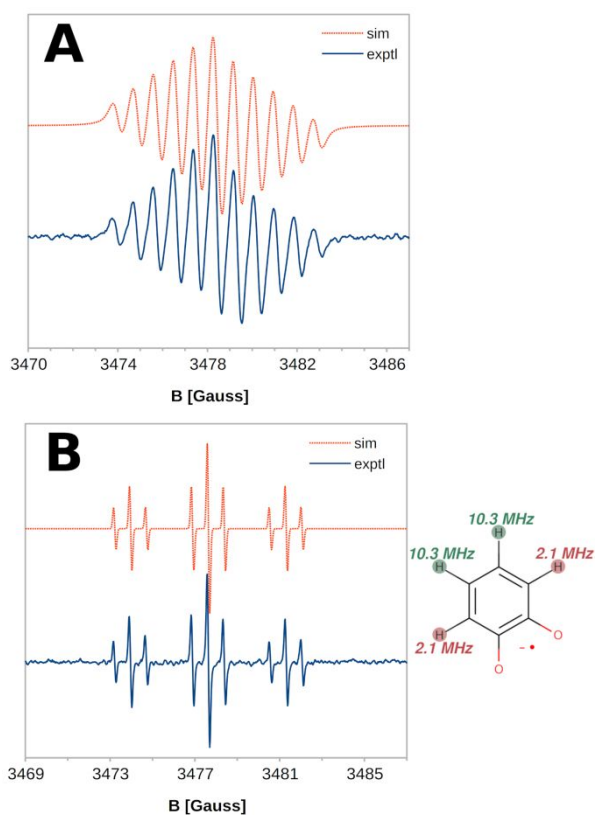 A
sim
exptl
3470 3474 3478 3482 3486
B [Gauss]
B
sim
exptl
10.3 MHz
H
10.3 MHz 2.1 MHz
H H
H
2.1 MHz
O
- •
O
3469 3473 3477 3481 3485
B [Gauss]